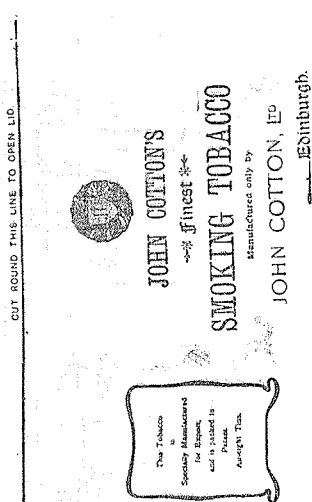 CUT ROUND THIS LINE TO OPEN LID.
JOHN COTTON'S
Finest
SMOKING TOBACCO
Manufactured only by
JOHN COTTON, LTD
Edinburgh.
This Tobacco
is
Specially Manufactured
for Export,
and is packed in
Patent
Air-tight Tins.